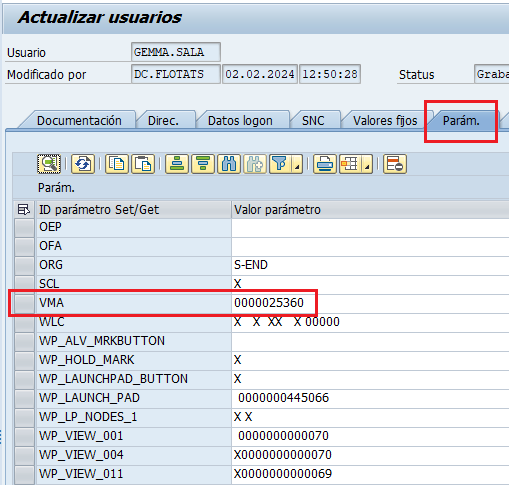 Actualizar usuarios
Usuario GEMMA.SALA
Modificado por DC.FLOTATS 02.02.2024 12:50:28 Status Graba
Documentación Direc. Datos logon SNC Valores fijos Parám.
Parám.
ID parámetro Set/Get Valor parámetro
OEP
OFA
ORG S-END
SCL X
VMA 0000025360
WLC X X XX X 00000
WP_ALV_MRKBUTTON
WP_HOLD_MARK X
WP_LAUNCHPAD_BUTTON X
WP_LAUNCH_PAD 0000000445066
WP_LP_NODES_1 X X
WP_VIEW_001 0000000000070
WP_VIEW_004 X0000000000070
WP_VIEW_011 X0000000000069